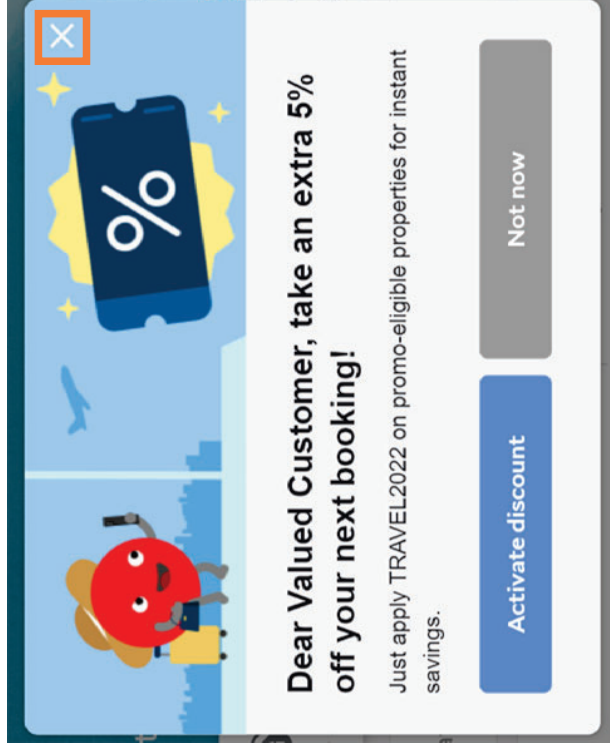 %
Dear Valued Customer, take an extra 5%
off your next booking!
Just apply TRAVEL2022 on promo-eligible properties for instant
savings.
Activate discount
Not now